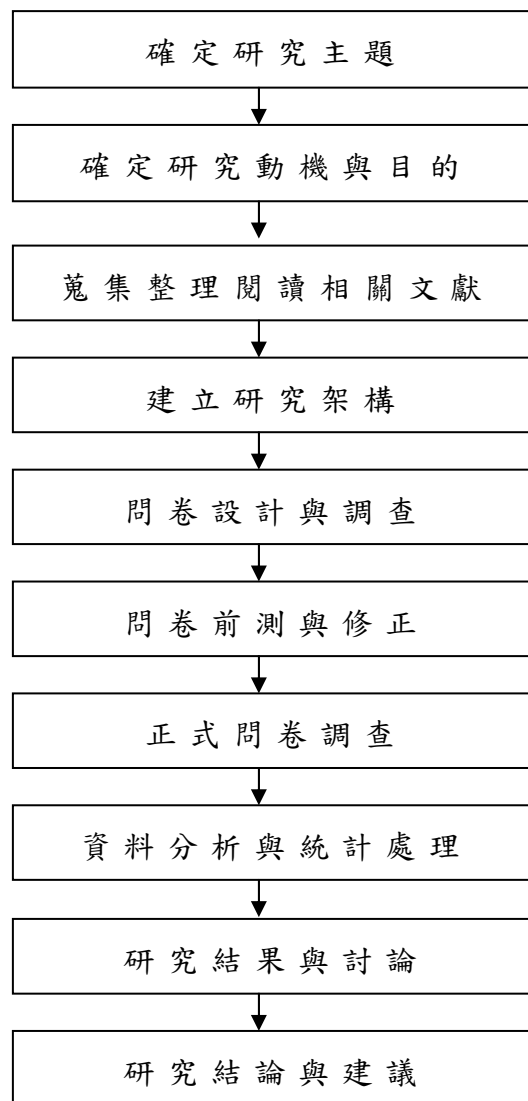 確定研究主題
確定研究動機與目的
蒐集整理閱讀相關文獻
建立研究架構
問卷設計與調查
問卷前測與修正
正式問卷調查
資料分析與統計處理
研究結果與討論
研究結論與建議